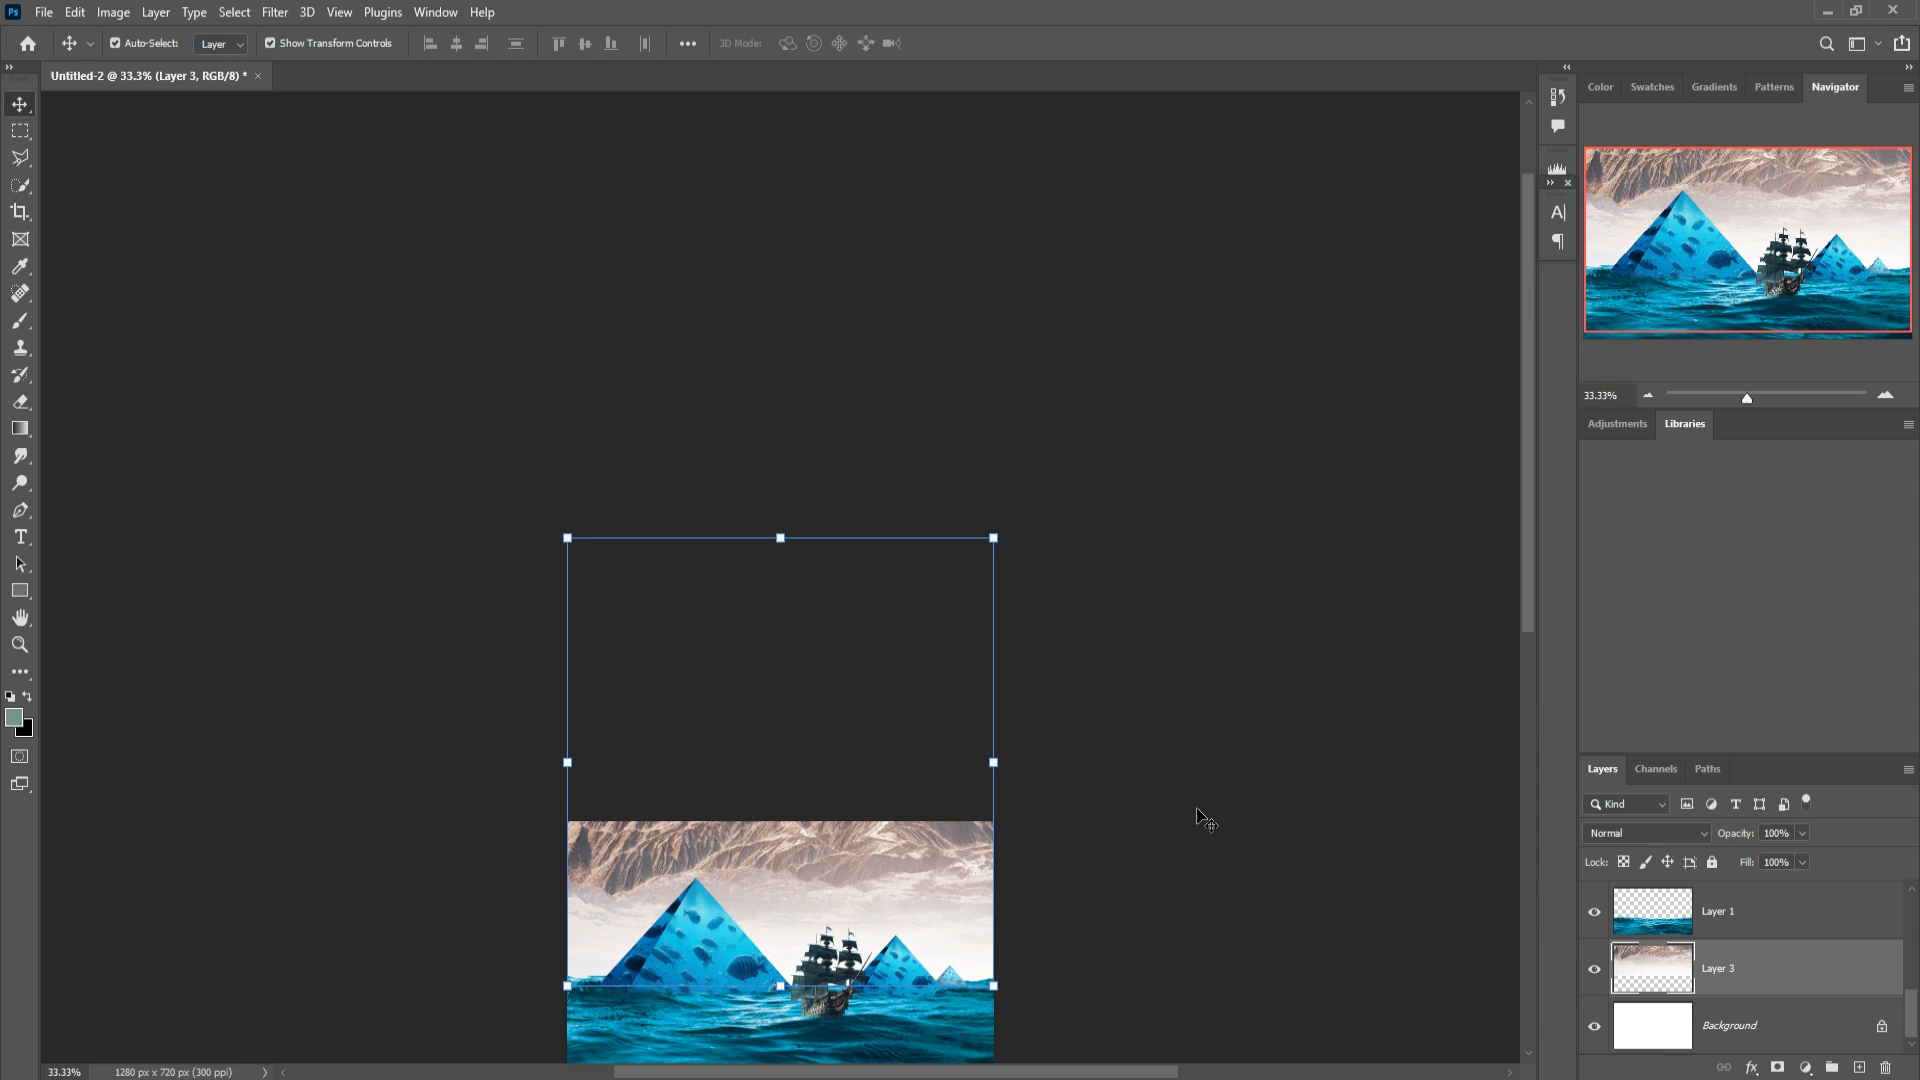 Ps File Edit Image Layer Type Select Filter 3D View Plugins Window Help
Auto-Select: Layer Show Transform Controls 3D Mode:
Untitled-2 @ 33.3% (Layer 3, RGB/8) *
Color Swatches Gradients Patterns Navigator
33.33%
Adjustments Libraries
Layers Channels Paths
Kind
Normal Opacity: 100%
Lock: Fill: 100%
Layer 1
Layer 3
Background
33.33% 1280 px x 720 px (300 ppi)